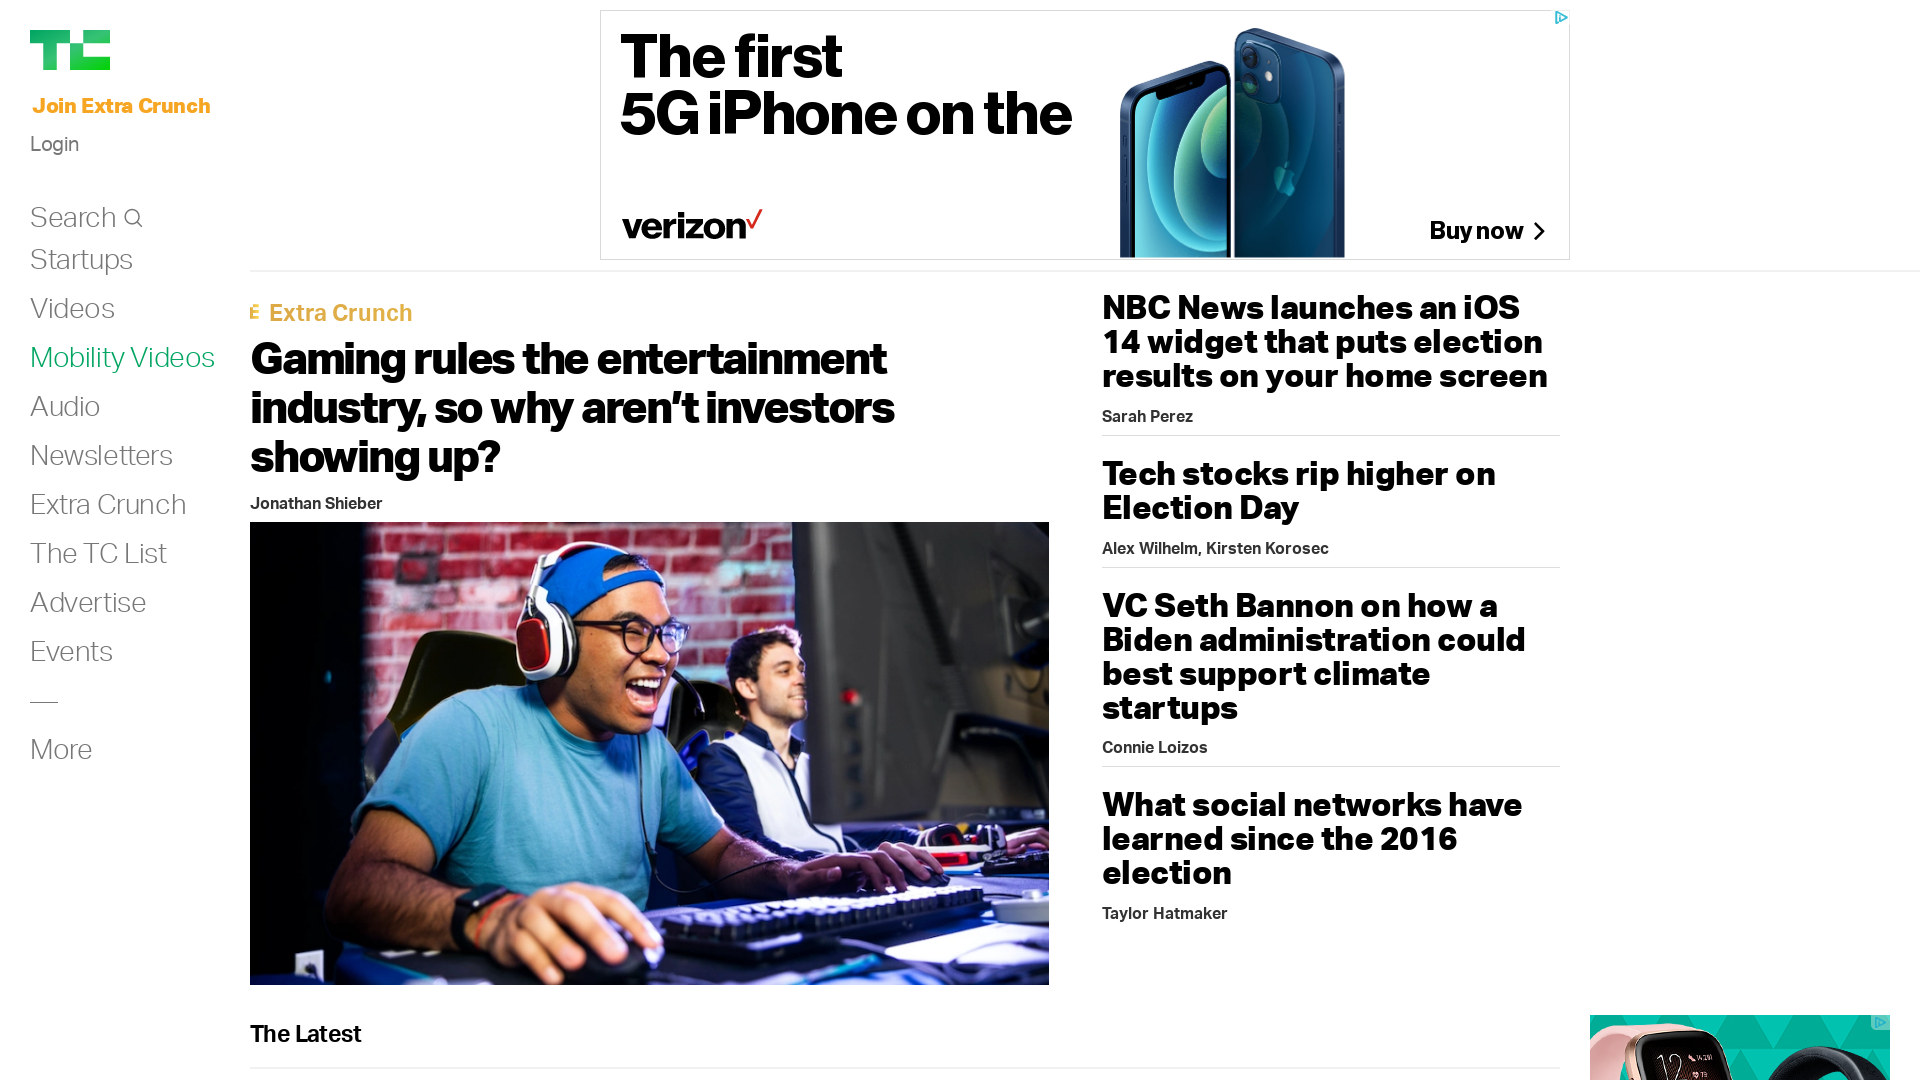 TC
Join Extra Crunch
Login
Search
Startups
Videos
Mobility Videos
Audio
Newsletters
Extra Crunch
The TC List
Advertise
Events
More
The first
5G iPhone on the
verizon
Buy now
Extra Crunch
Gaming rules the entertainment
industry, so why aren’t investors
showing up?
Jonathan Shieber
NBC News launches an iOS
14 widget that puts election
results on your home screen
Sarah Perez
Tech stocks rip higher on
Election Day
Alex Wilhelm, Kirsten Korosec
VC Seth Bannon on how a
Biden administration could
best support climate
startups
Connie Loizos
What social networks have
learned since the 2016
election
Taylor Hatmaker
The Latest